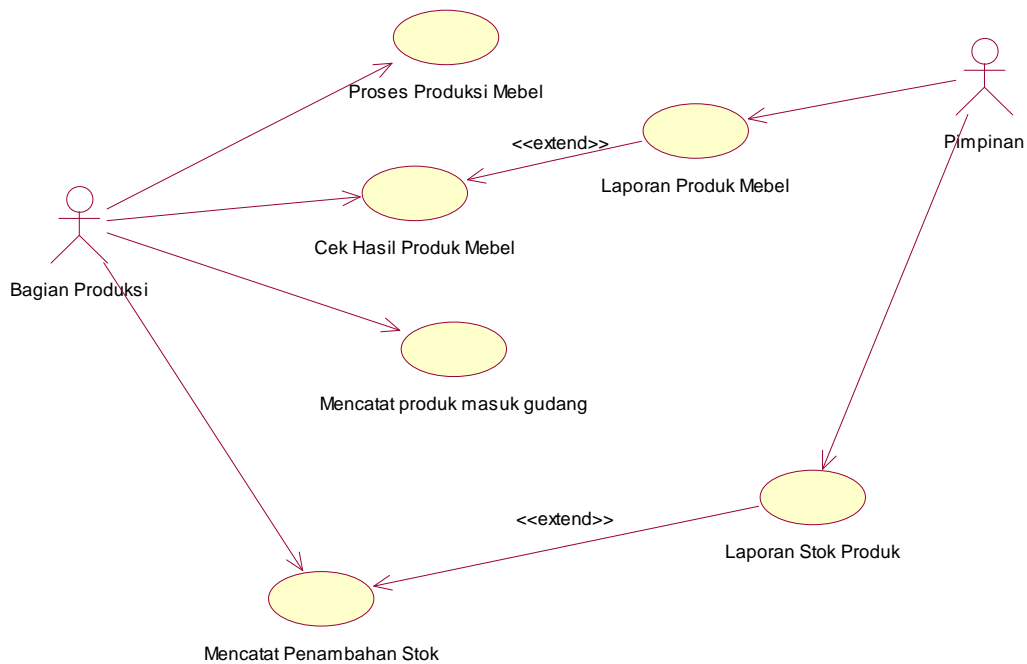 Proses Produksi Mebel
Pimpinan
<<extend>>
Laporan Produk Mebel
Cek Hasil Produk Mebel
Bagian Produksi
Mencatat produk masuk gudang
<<extend>>
Laporan Stok Produk
Mencatat Penambahan Stok